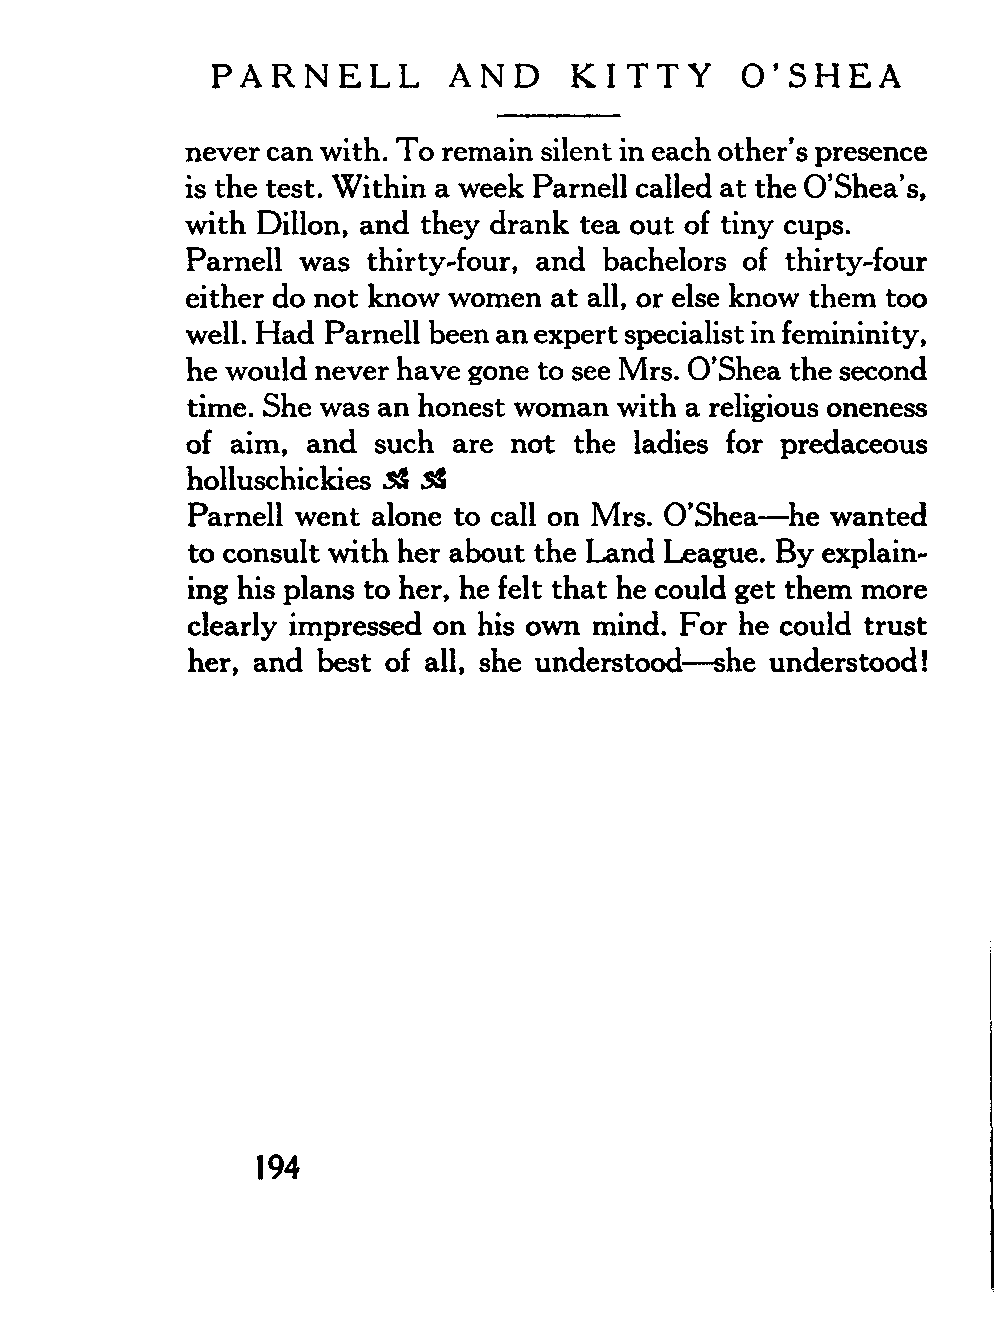 PARNELL AND KITTY O'SHEA
never can with. To remain silent in each other's presence
is the test. Within a week Parnell called at the O'Shea's,
with Dillon, and they drank tea out of tiny cups.
Parnell was thirty-four, and bachelors of thirty-four
either do not know women at all, or else know them too
well. Had Parnell been an expert specialist in femininity,
he would never have gone to see Mrs. O'Shea the second
time. She was an honest woman with a religious oneness
of aim, and such are not the ladies for predaceous
holluschickies
Parnell went alone to call on Mrs. O'Shea—he wanted
to consult with her about the Land League. By explain-
ing his plans to her, he felt that he could get them more
clearly impressed on his own mind. For he could trust
her, and best of all, she understood—she understood!
194